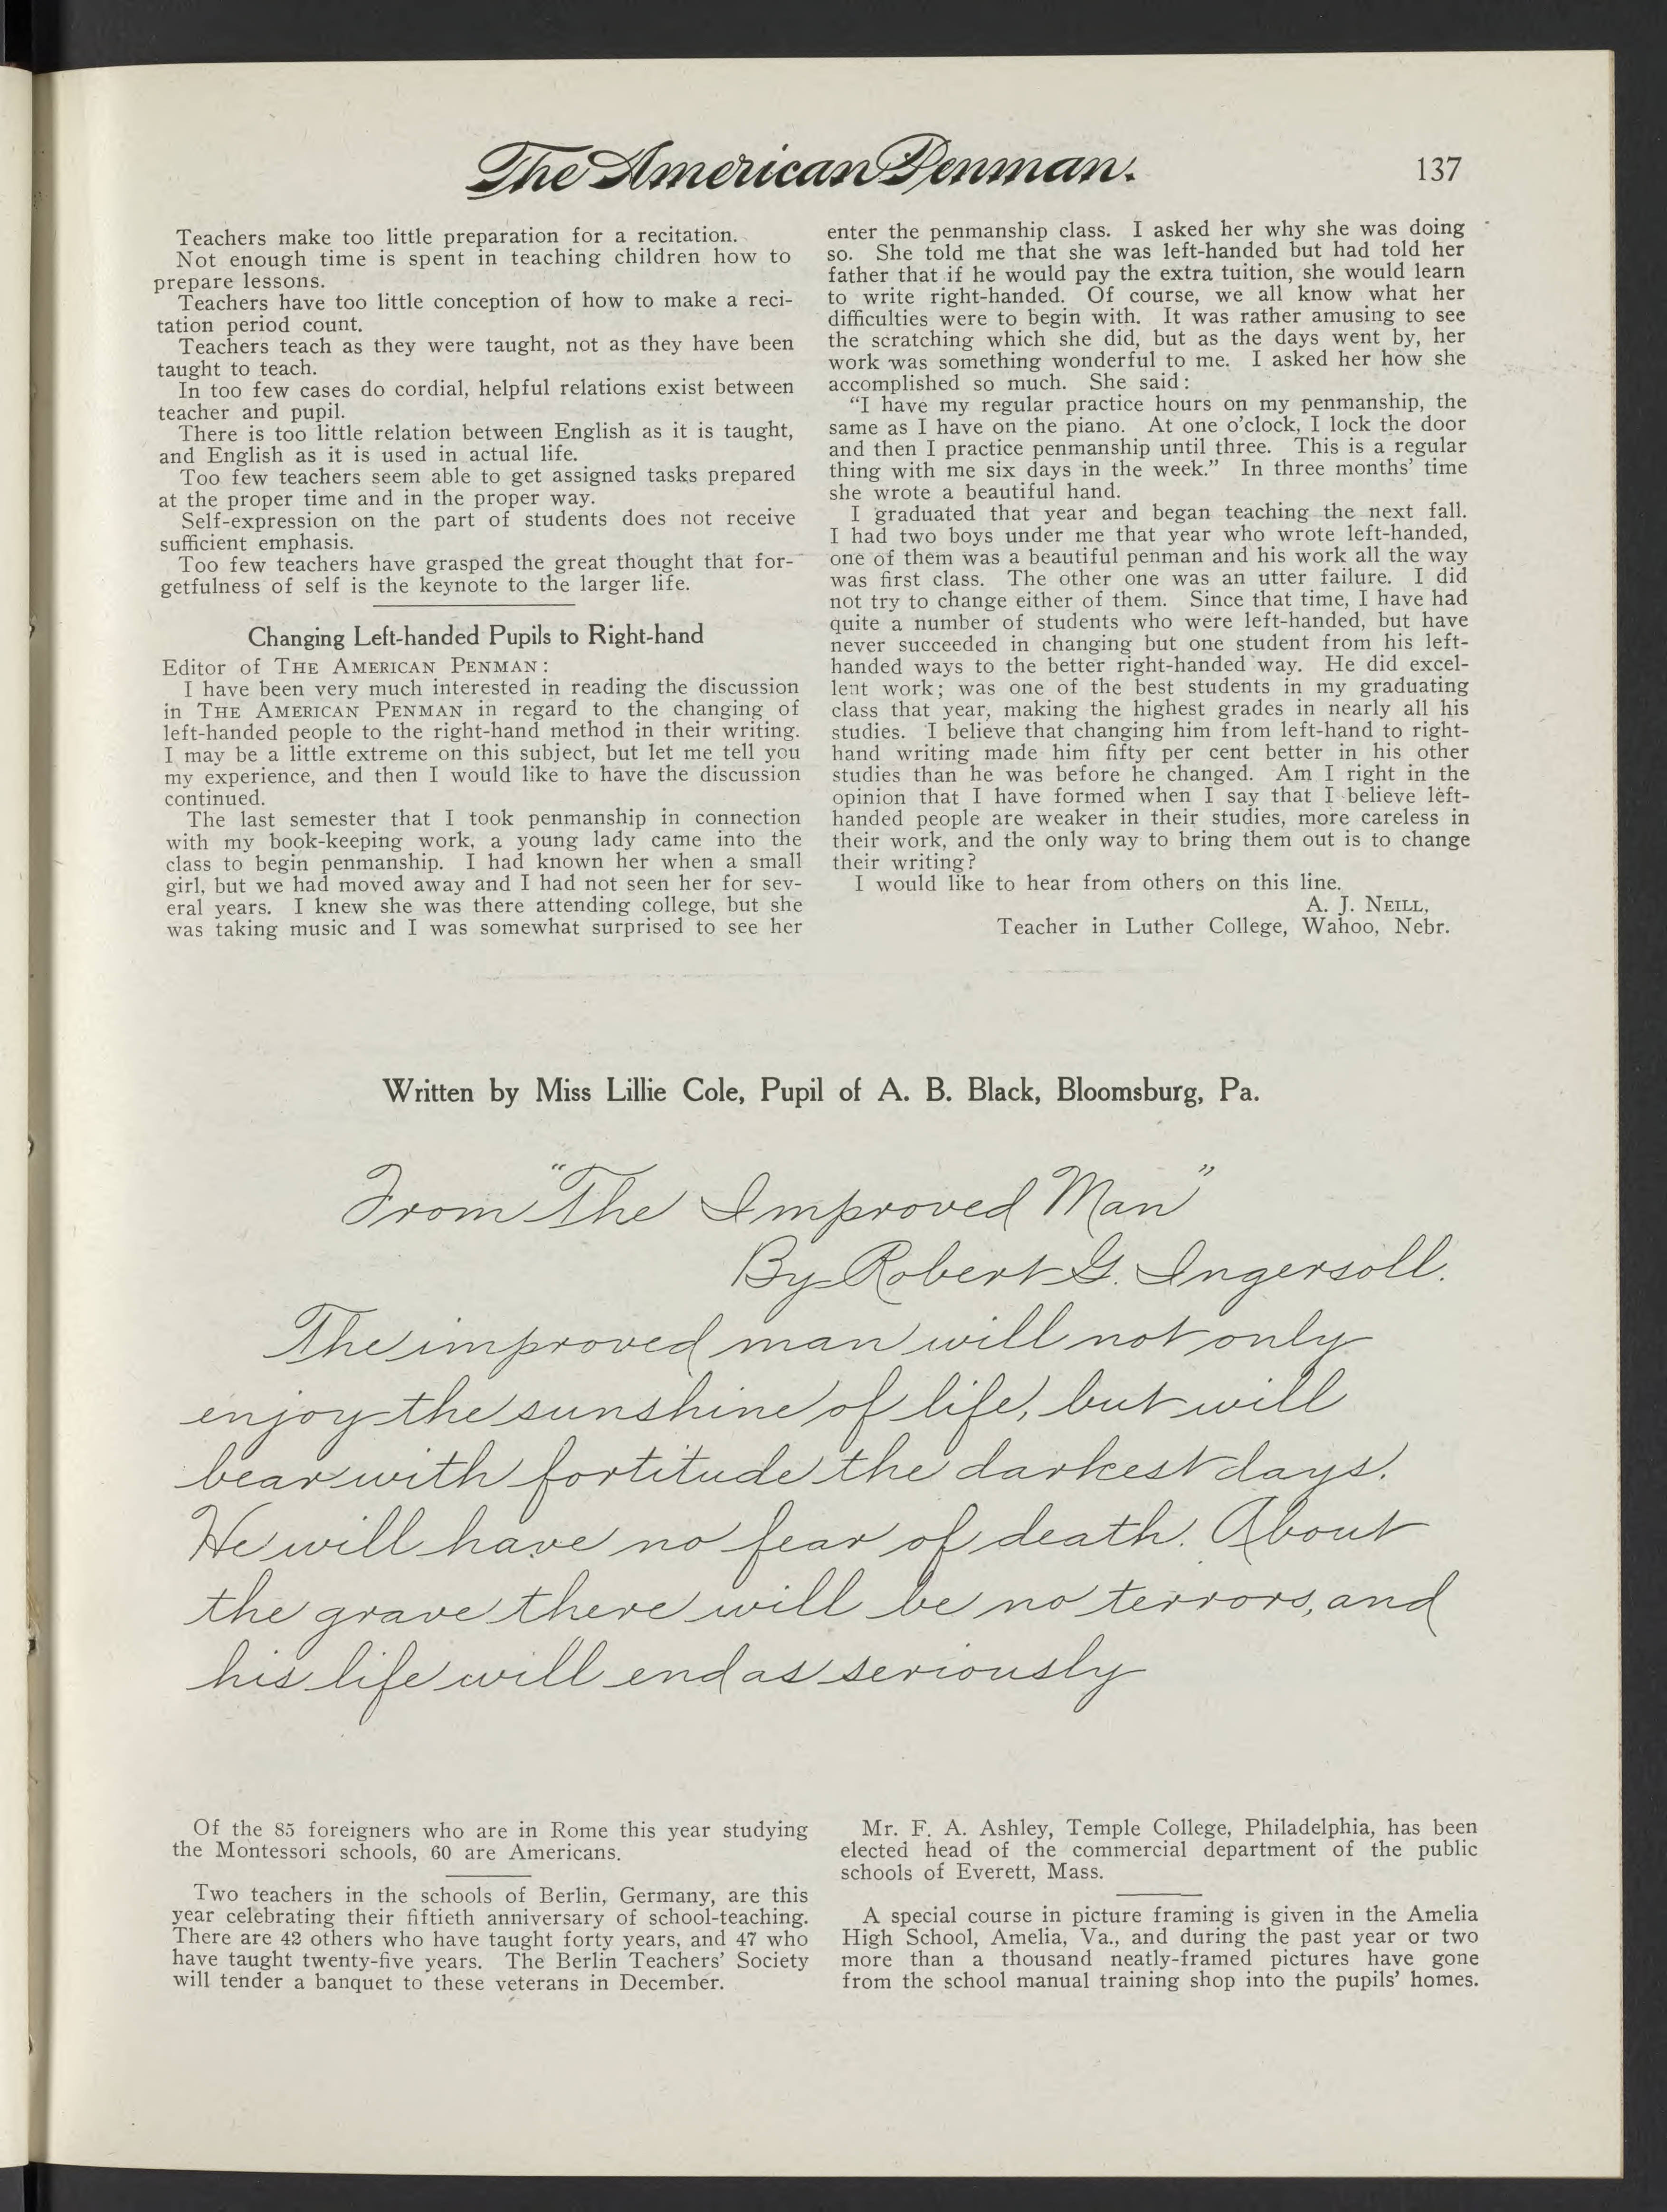 The American Penman.
137
Teachers make too little preparation for a recitation.
Not enough time is spent in teaching children how to
prepare lessons.
Teachers have too little conception of how to make a reci-
tation period count.
Teachers teach as they were taught, not as they have been
taught to teach.
In too few cases do cordial, helpful relations exist between
teacher and pupil.
There is too little relation between English as it is taught,
and English as it is used in actual life.
Too few teachers seem able to get assigned tasks prepared
at the proper time and in the proper way.
Self-expression on the part of students does not receive
sufficient emphasis.
Too few teachers have grasped the great thought that for-
getfulness of self is the keynote to the larger life.
Changing Left-handed Pupils to Right-hand
Editor of THE AMERICAN PENMAN:
I have been very much interested in reading the discussion
in THE AMERICAN PENMAN in regard to the changing of
left-handed people to the right-hand method in their writing.
I may be a little extreme on this subject, but let me tell you
my experience, and then I would like to have the discussion
continued.
The last semester that I took penmanship in connection
with my book-keeping work, a young lady came into the
class to begin penmanship. I had known her when a small
girl, but we had moved away and I had not seen her for sev-
eral years. I knew she was there attending college, but she
was taking music and I was somewhat surprised to see her
enter the penmanship class. I asked her why she was doing
so. She told me that she was left-handed but had told her
father that if he would pay the extra tuition, she would learn
to write right-handed. Of course, we all know what her
difficulties were to begin with. It was rather amusing to see
the scratching which she did, but as the days went by, her
work was something wonderful to me. I asked her how she
accomplished so much. She said:
"I have my regular practice hours on my penmanship, the
same as I have on the piano. At one o'clock, I lock the door
and then I practice penmanship until three. This is a regular
thing with me six days in the week." In three months' time
she wrote a beautiful hand.
I graduated that year and began teaching the next fall.
I had two boys under me that year who wrote left-handed,
one of them was a beautiful penman and his work all the way
was first class. The other one was an utter failure. I did
not try to change either of them. Since that time, I have had
quite a number of students who were left-handed, but have
never succeeded in changing but one student from his left-
handed ways to the better right-handed way. He did excel-
lent work; was one of the best students in my graduating
class that year, making the highest grades in nearly all his
studies. I believe that changing him from left-hand to right-
hand writing made him fifty per cent better in his other
studies than he was before he changed. Am I right in the
opinion that I have formed when I say that I believe left-
handed people are weaker in their studies, more careless in
their work, and the only way to bring them out is to change
their writing?
I would like to hear from others on this line.
A. J. NEILL,
Teacher in Luther College, Wahoo, Nebr.
Written by Miss Lillie Cole, Pupil of A. B. Black, Bloomsburg, Pa.
From "The Improved Man"
By Robert G. Ingersoll.
The improved man will not only
enjoy the sunshine of life, but will
bear with fortitude the darkest days.
He will have no fear of death. About
the grave there will be no terrors, and
his life will end as seriously
Of the 85 foreigners who are in Rome this year studying
the Montessori schools, 60 are Americans.
Two teachers in the schools of Berlin, Germany, are this
year celebrating their fiftieth anniversary of school-teaching.
There are 42 others who have taught forty years, and 47 who
have taught twenty-five years. The Berlin Teachers' Society
will tender a banquet to these veterans in December.
Mr. F. A. Ashley, Temple College, Philadelphia, has been
elected head of the commercial department of the public
schools of Everett, Mass.
A special course in picture framing is given in the Amelia
High School, Amelia, Va., and during the past year or two
more than a thousand neatly-framed pictures have gone
from the school manual training shop into the pupils' homes.